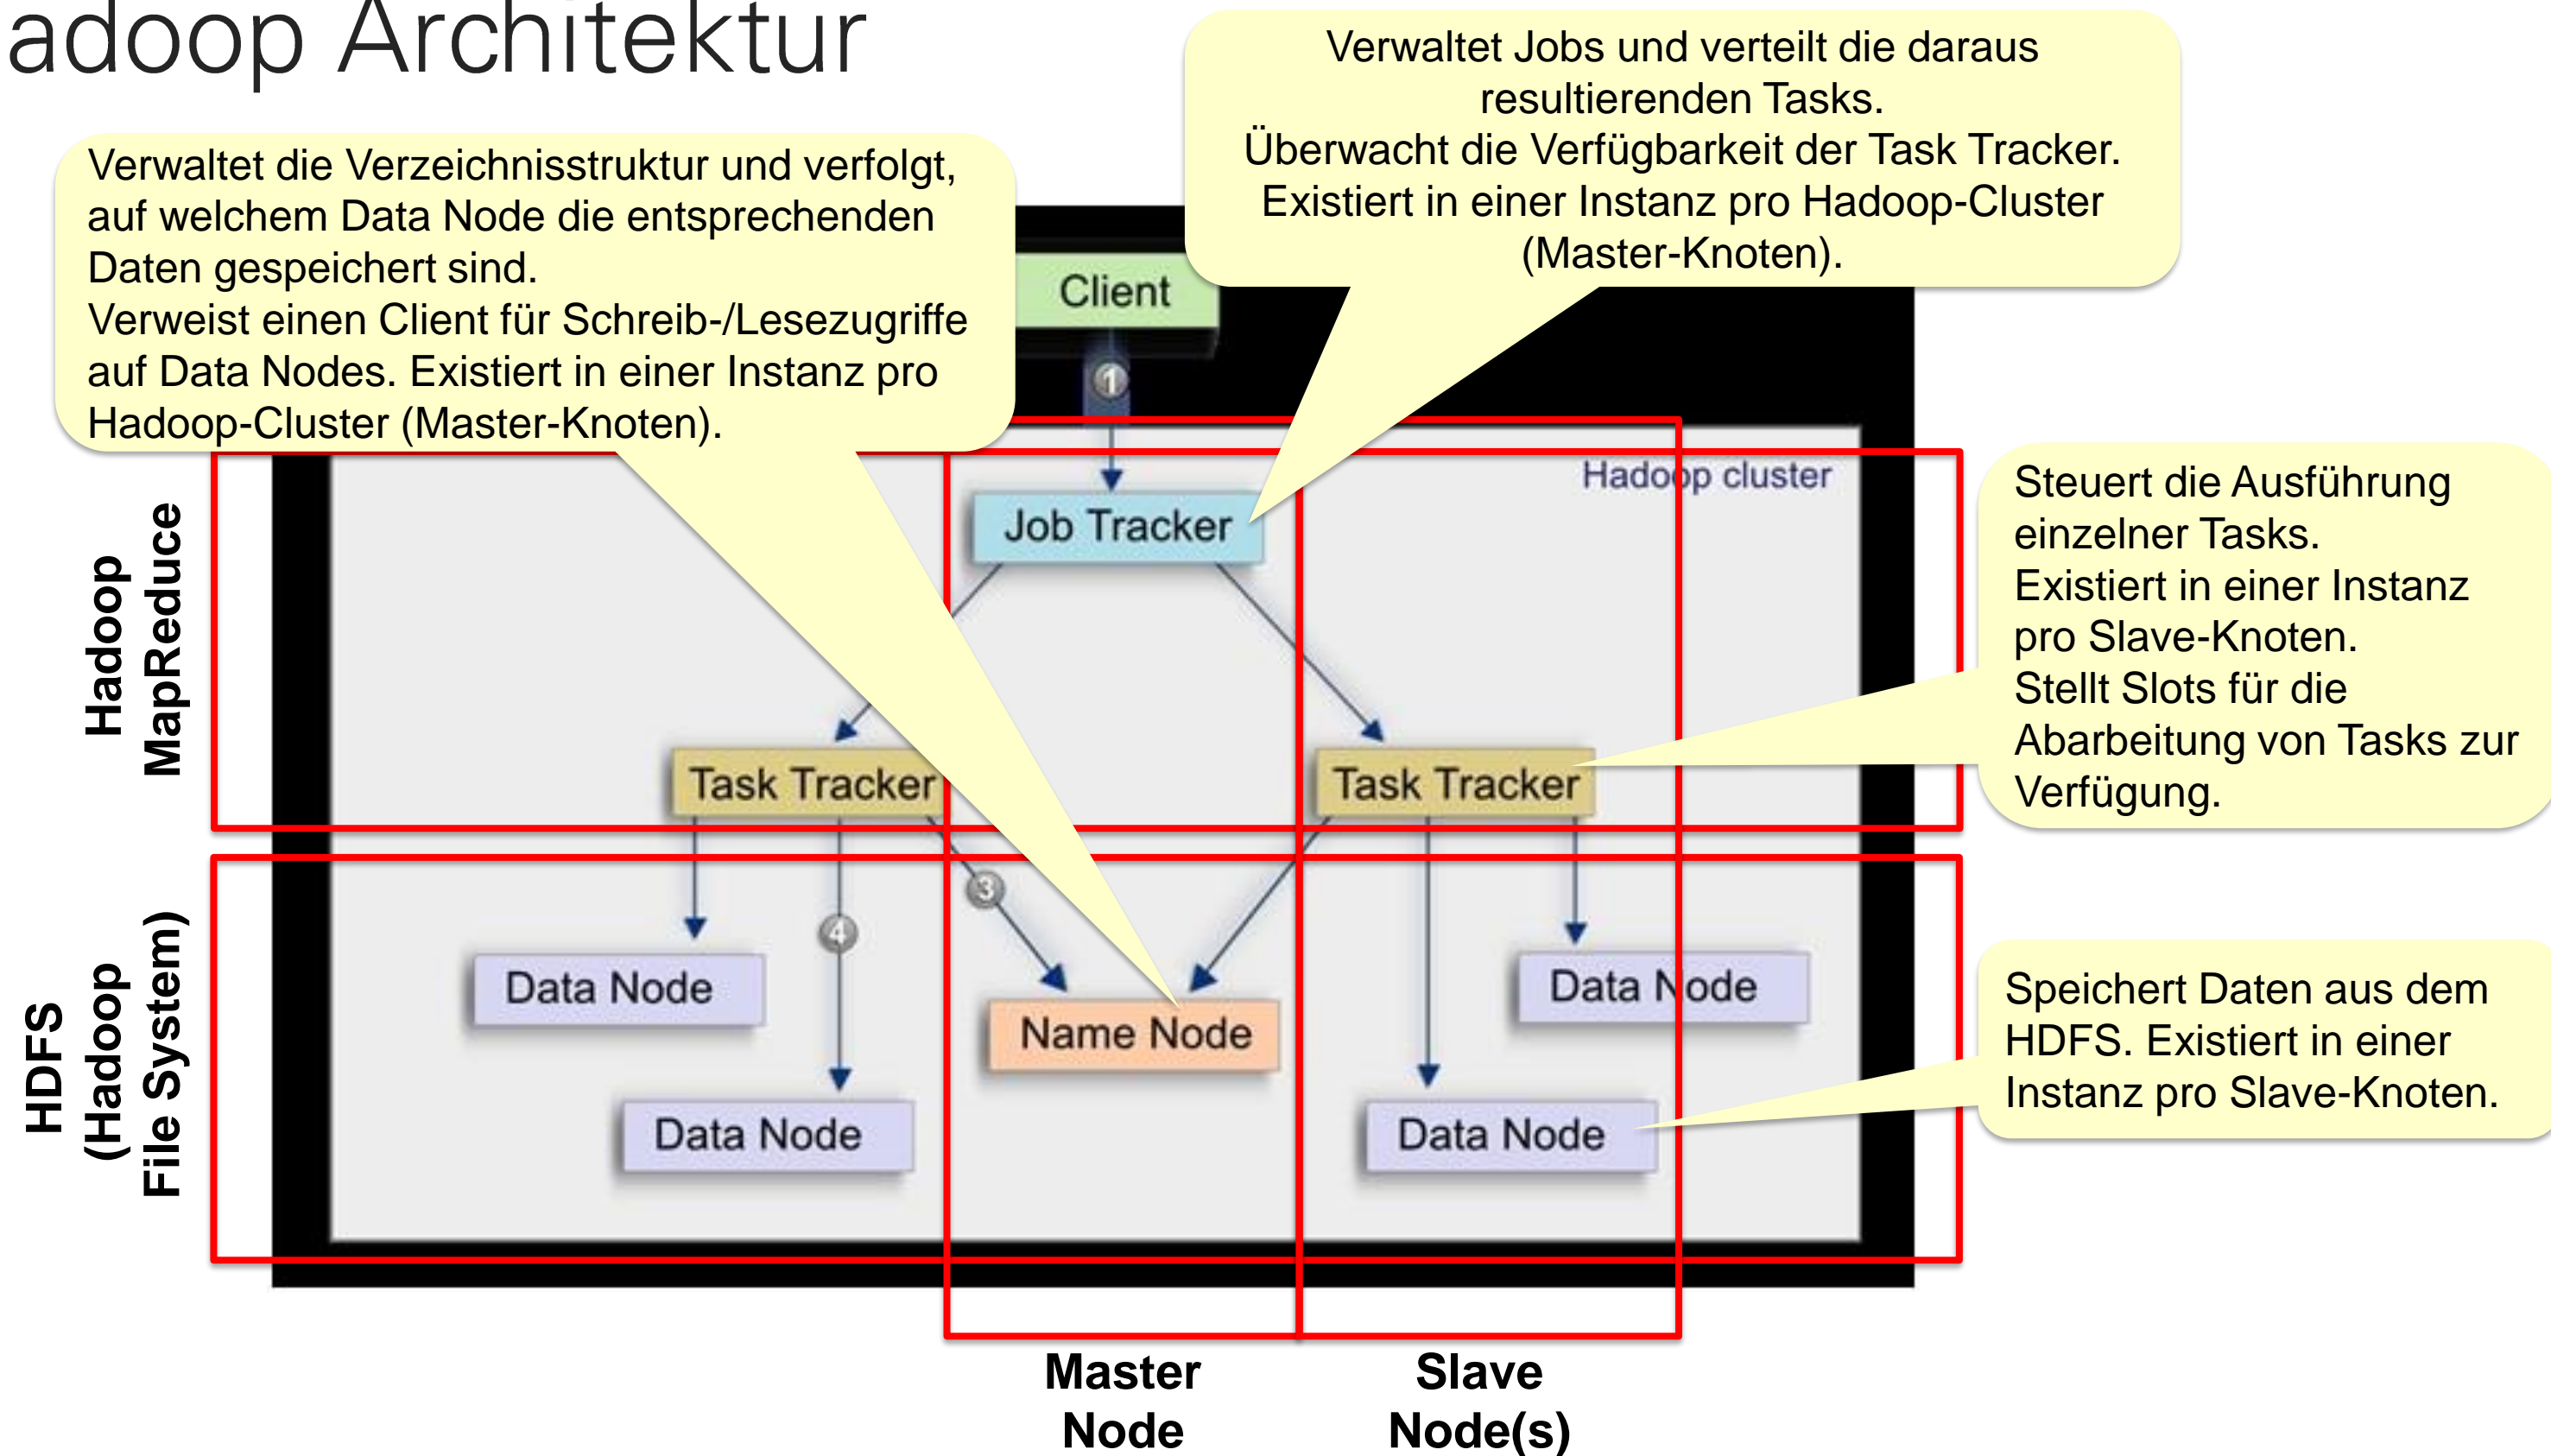 adoop Architektur
Verwaltet Jobs und verteilt die daraus
resultierenden Tasks.
Überwacht die Verfügbarkeit der Task Tracker.
Existiert in einer Instanz pro Hadoop-Cluster
(Master-Knoten).
Verwaltet die Verzeichnisstruktur und verfolgt,
auf welchem Data Node die entsprechenden
Daten gespeichert sind.
Verweist einen Client für Schreib-/Lesezugriffe
auf Data Nodes. Existiert in einer Instanz pro
Hadoop-Cluster (Master-Knoten).
Client
1
Hadoop cluster
Job Tracker
Steuert die Ausführung
einzelner Tasks.
Existiert in einer Instanz
pro Slave-Knoten.
Stellt Slots für die
Abarbeitung von Tasks zur
Verfügung.
Hadoop
MapReduce
Task Tracker
Task Tracker
3
4
HDFS
(Hadoop
File System)
Data Node
Name Node
Data Node
Data Node
Data Node
Speichert Daten aus dem
HDFS. Existiert in einer
Instanz pro Slave-Knoten.
Master
Node
Slave
Node(s)